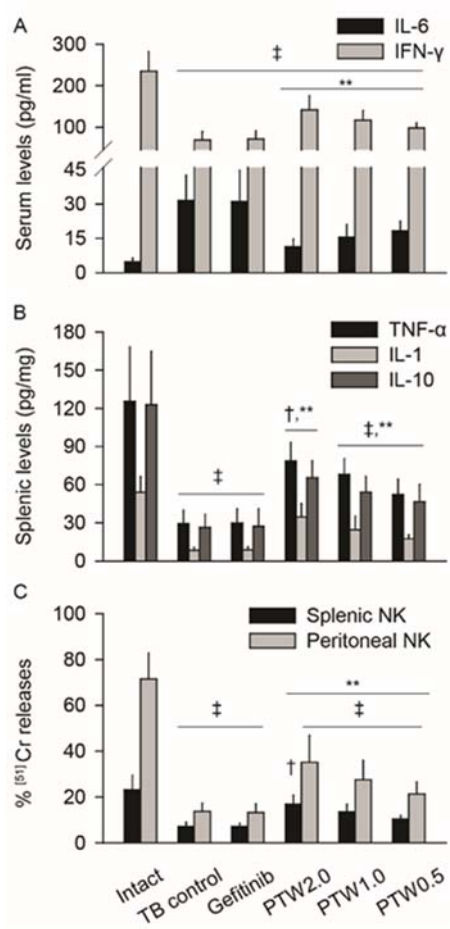 A
IL-6
IFN-γ
Serum levels (pg/ml)
300
200
100
45
30
15
0
‡
**
B
TNF-α
IL-1
IL-10
Splenic levels (pg/mg)
180
150
120
90
60
30
0
‡
†,**
‡,**
C
Splenic NK
Peritoneal NK
% [51]Cr releases
100
80
60
40
20
0
‡
**
‡
†
Intact
TB control
Gefitinib
PTW2.0
PTW1.0
PTW0.5